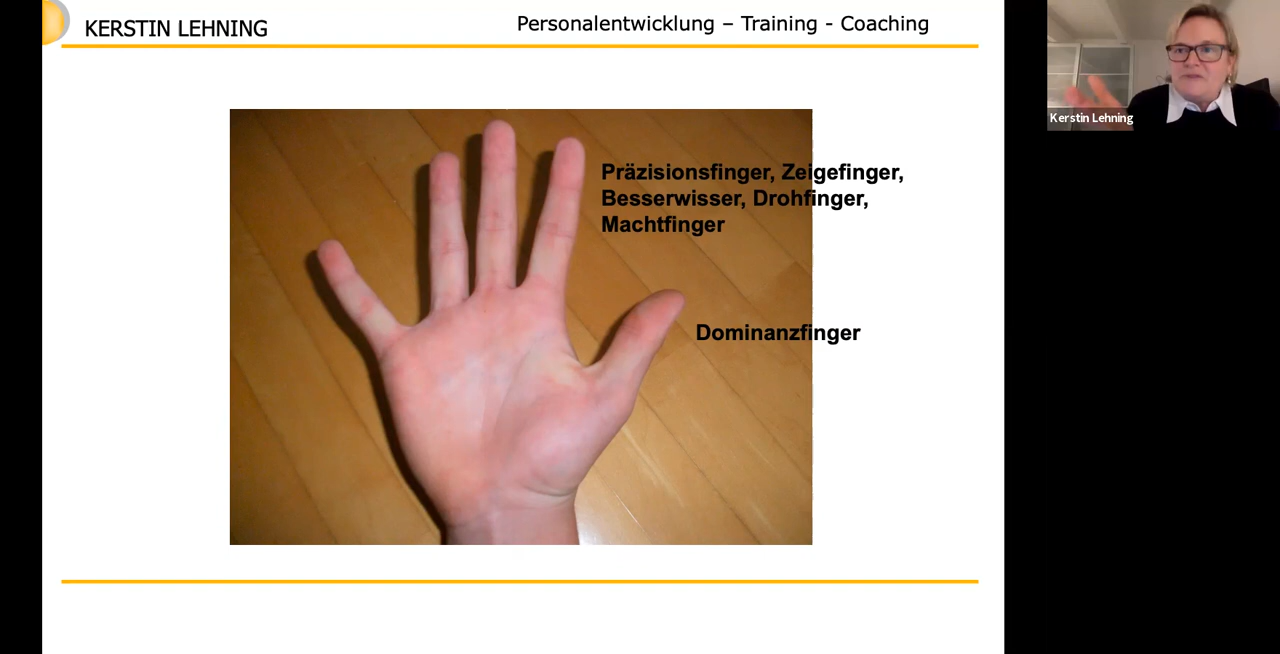 KERSTIN LEHNING
Personalentwicklung – Training - Coaching
Präzisionsfinger, Zeigefinger,
Besserwisser, Drohfinger,
Machtfinger
Dominanzfinger
Kerstin Lehning